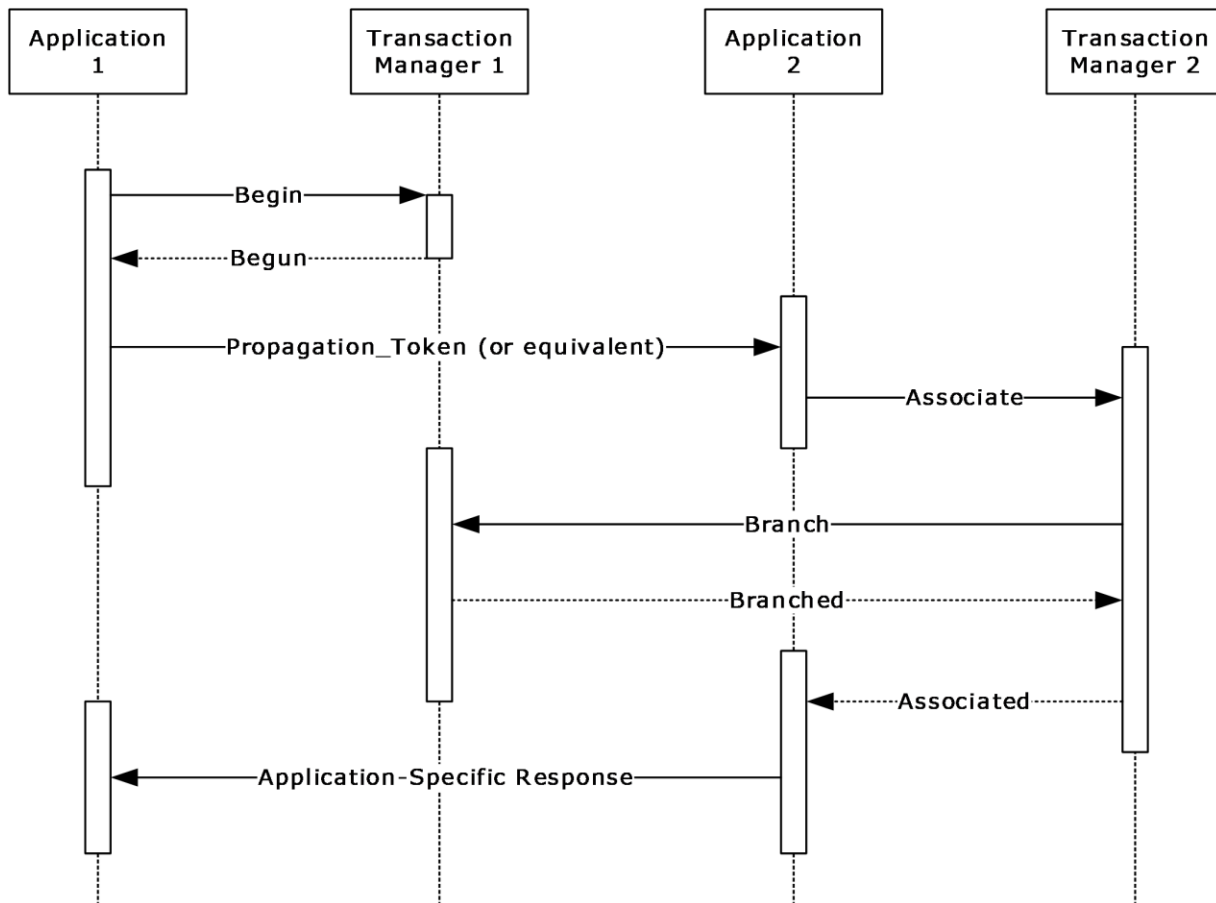 Application
1
Transaction
Manager 1
Application
2
Transaction
Manager 2
Begin
Begun
Propagation_Token (or equivalent)
Associate
Branch
Branched
Associated
Application-Specific Response